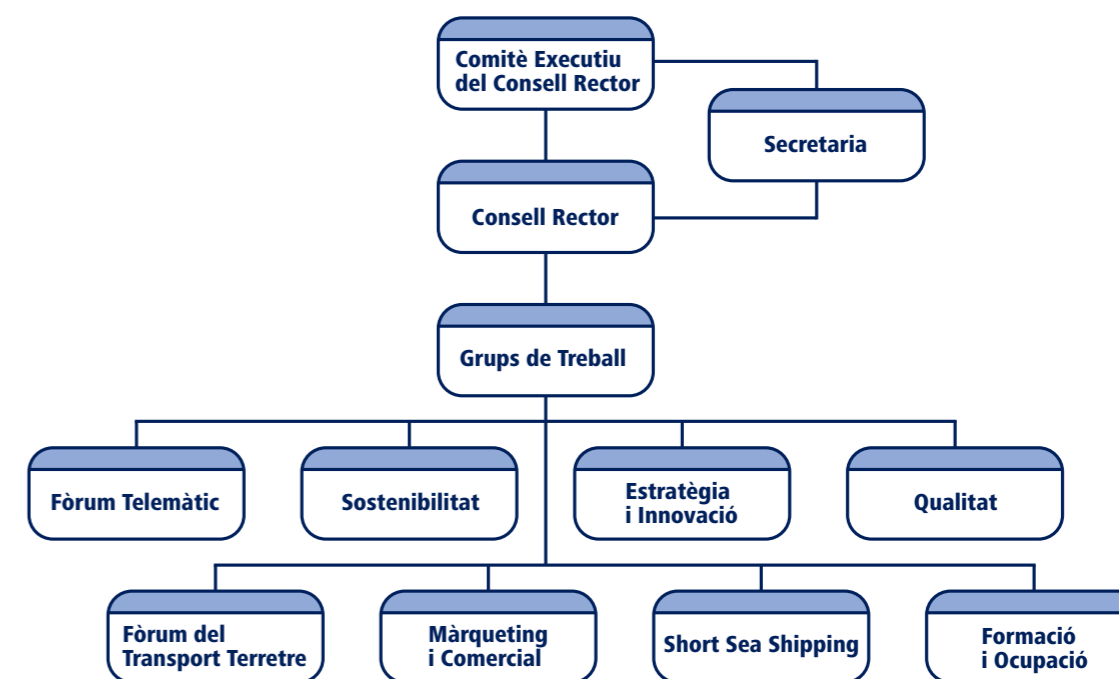 Comitè Executiu
del Consell Rector
Secretaria
Consell Rector
Grups de Treball
Fòrum Telemàtic
Sostenibilitat
Estratègia
i Innovació
Qualitat
Fòrum del
Transport Terretre
Màrqueting
i Comercial
Short Sea Shipping
Formació
i Ocupació